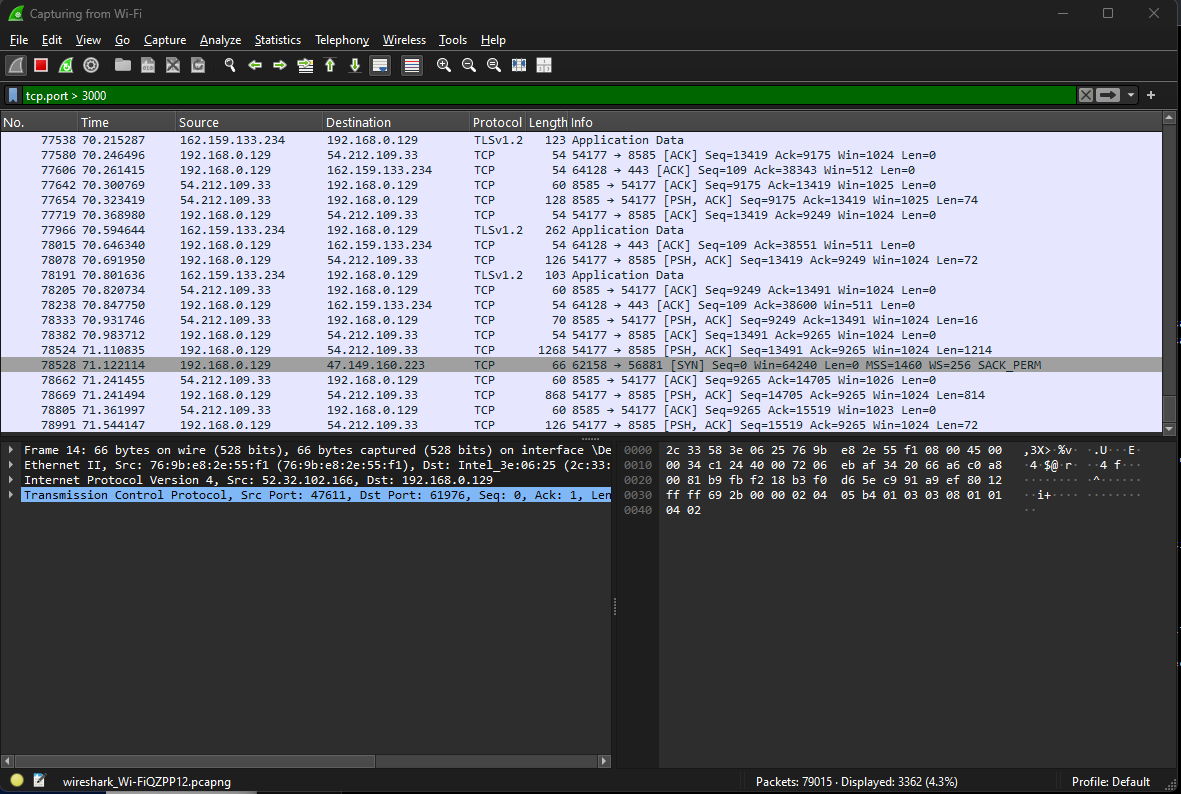 Capturing from Wi-Fi
File Edit View Go Capture Analyze Statistics Telephony Wireless Tools Help
tcp.port > 3000
No. Time Source Destination Protocol Length Info
77538 70.215287 162.159.133.234 192.168.0.129 TLSv1.2 123 Application Data
77580 70.246496 192.168.0.129 54.212.109.33 TCP 54 54177 → 8585 [ACK] Seq=13419 Ack=9175 Win=1024 Len=0
77606 70.261415 192.168.0.129 162.159.133.234 TCP 54 64128 → 443 [ACK] Seq=109 Ack=38343 Win=512 Len=0
77642 70.300769 54.212.109.33 192.168.0.129 TCP 60 8585 → 54177 [ACK] Seq=9175 Ack=13419 Win=1025 Len=0
77654 70.323419 54.212.109.33 192.168.0.129 TCP 128 8585 → 54177 [PSH, ACK] Seq=9175 Ack=13419 Win=1025 Len=74
77719 70.368980 192.168.0.129 54.212.109.33 TCP 54 54177 → 8585 [ACK] Seq=13419 Ack=9249 Win=1024 Len=0
77966 70.594644 162.159.133.234 192.168.0.129 TLSv1.2 262 Application Data
78015 70.646340 192.168.0.129 162.159.133.234 TCP 54 64128 → 443 [ACK] Seq=109 Ack=38551 Win=511 Len=0
78078 70.691950 192.168.0.129 54.212.109.33 TCP 126 54177 → 8585 [PSH, ACK] Seq=13419 Ack=9249 Win=1024 Len=72
78191 70.801636 162.159.133.234 192.168.0.129 TLSv1.2 103 Application Data
78205 70.820734 54.212.109.33 192.168.0.129 TCP 60 8585 → 54177 [ACK] Seq=9249 Ack=13491 Win=1024 Len=0
78238 70.847750 192.168.0.129 162.159.133.234 TCP 54 64128 → 443 [ACK] Seq=109 Ack=38600 Win=511 Len=0
78333 70.931746 54.212.109.33 192.168.0.129 TCP 70 8585 → 54177 [PSH, ACK] Seq=9249 Ack=13491 Win=1024 Len=16
78382 70.983712 192.168.0.129 54.212.109.33 TCP 54 54177 → 8585 [ACK] Seq=13491 Ack=9265 Win=1024 Len=0
78524 71.110835 192.168.0.129 54.212.109.33 TCP 1268 54177 → 8585 [PSH, ACK] Seq=13491 Ack=9265 Win=1024 Len=1214
78528 71.122114 192.168.0.129 47.149.160.223 TCP 66 62158 → 56881 [SYN] Seq=0 Win=64240 Len=0 MSS=1460 WS=256 SACK_PERM
78662 71.241455 54.212.109.33 192.168.0.129 TCP 60 8585 → 54177 [ACK] Seq=9265 Ack=14705 Win=1026 Len=0
78669 71.241494 192.168.0.129 54.212.109.33 TCP 868 54177 → 8585 [PSH, ACK] Seq=14705 Ack=9265 Win=1024 Len=814
78805 71.361997 54.212.109.33 192.168.0.129 TCP 60 8585 → 54177 [ACK] Seq=9265 Ack=15519 Win=1023 Len=0
78991 71.544147 192.168.0.129 54.212.109.33 TCP 126 54177 → 8585 [PSH, ACK] Seq=15519 Ack=9265 Win=1024 Len=72
Frame 14: 66 bytes on wire (528 bits), 66 bytes captured (528 bits) on interface \De
Ethernet II, Src: 76:9b:e8:2e:55:f1 (76:9b:e8:2e:55:f1), Dst: Intel_3e:06:25 (2c:33:
Internet Protocol Version 4, Src: 52.32.102.166, Dst: 192.168.0.129
Transmission Control Protocol, Src Port: 47611, Dst Port: 61976, Seq: 0, Ack: 1, Len
0000 2c 33 58 3e 06 25 76 9b e8 2e 55 f1 08 00 45 00 ,3X>·%v· ·.U···E·
0010 00 34 c1 24 40 00 72 06 eb af 34 20 66 a6 c0 a8 ·4·$@·r· ··4 f···
0020 00 81 b9 fb f2 18 b3 f0 d6 5e c9 91 a9 ef 80 12 ········ ·^······
0030 ff ff 69 2b 00 00 02 04 05 b4 01 03 03 08 01 01 ··i+···· ········
0040 04 02 ··
wireshark_Wi-FiQZPP12.pcapng Packets: 79015 · Displayed: 3362 (4.3%) Profile: Default